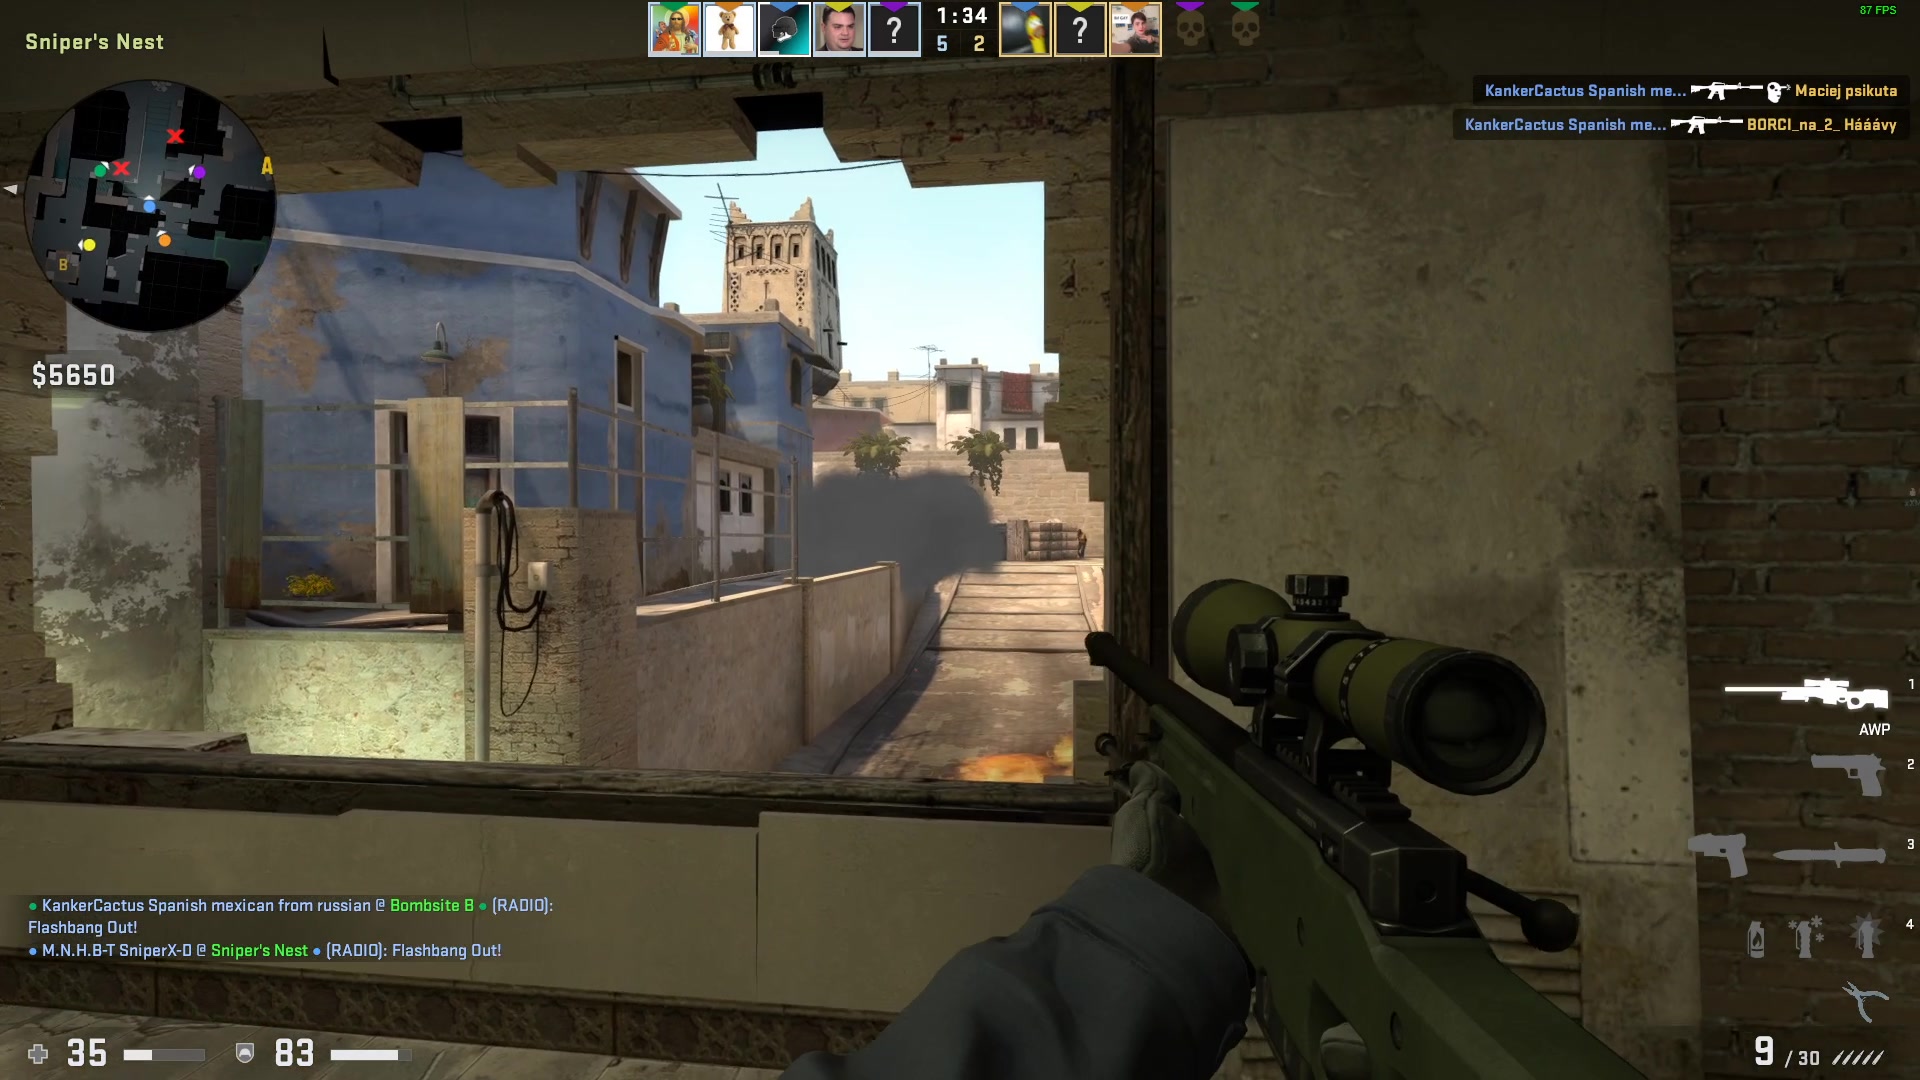 87 FPS
Sniper's Nest
1:34
5 2
? ?
KankerCactus Spanish me... Maciej psikuta
KankerCactus Spanish me... BORCI_na_2_ Hááávy
A
B
$5650
1
AWP
2
3
4
● KankerCactus Spanish mexican from russian @ Bombsite B ● (RADIO):
Flashbang Out!
● M.N.H.B-T SniperX-D @ Sniper's Nest ● (RADIO): Flashbang Out!
35 83
9 / 30